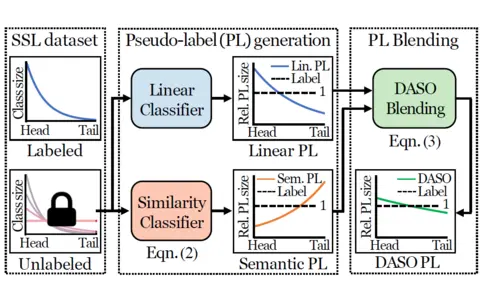 SSL dataset
Class size
Head
Tail
Labeled
Class size
Head
Tail
Unlabeled
Pseudo-label (PL) generation
Linear
Classifier
Rel. PL size
Lin. PL
Label
1
Head
Tail
Linear PL
Similarity
Classifier
Eqn. (2)
Rel. PL size
Sem. PL
Label
1
Head
Tail
Semantic PL
PL Blending
DASO
Blending
Eqn. (3)
Rel. PL size
DASO
Label
1
Head
Tail
DASO PL